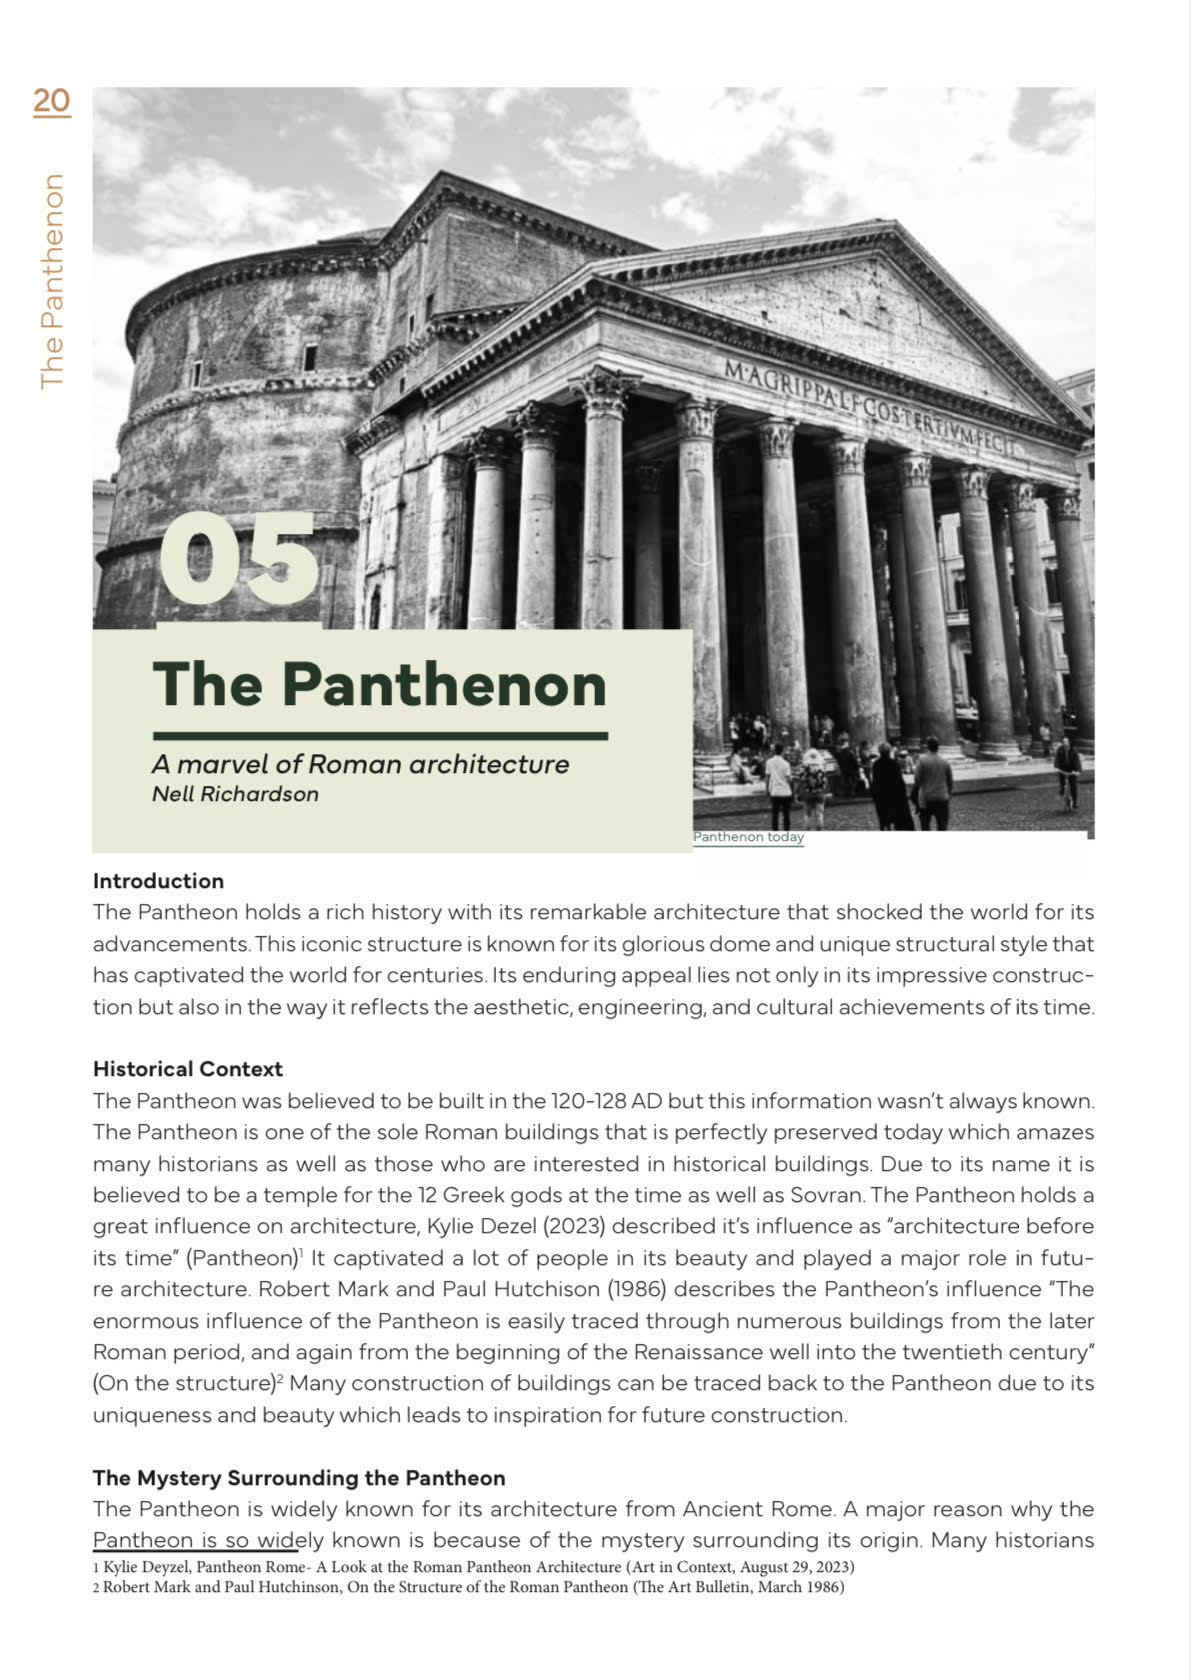 20
The Panthenon
M·AGRIPPA·L·F·COS·TERTIVM·FECIT
05
The Panthenon
A marvel of Roman architecture
Nell Richardson
Panthenon today
Introduction
The Pantheon holds a rich history with its remarkable architecture that shocked the world for its
advancements. This iconic structure is known for its glorious dome and unique structural style that
has captivated the world for centuries. Its enduring appeal lies not only in its impressive construc-
tion but also in the way it reflects the aesthetic, engineering, and cultural achievements of its time.
Historical Context
The Pantheon was believed to be built in the 120-128 AD but this information wasn't always known.
The Pantheon is one of the sole Roman buildings that is perfectly preserved today which amazes
many historians as well as those who are interested in historical buildings. Due to its name it is
believed to be a temple for the 12 Greek gods at the time as well as Sovran. The Pantheon holds a
great influence on architecture, Kylie Dezel (2023) described it's influence as "architecture before
its time" (Pantheon)¹ It captivated a lot of people in its beauty and played a major role in futu-
re architecture. Robert Mark and Paul Hutchison (1986) describes the Pantheon's influence "The
enormous influence of the Pantheon is easily traced through numerous buildings from the later
Roman period, and again from the beginning of the Renaissance well into the twentieth century"
(On the structure)² Many construction of buildings can be traced back to the Pantheon due to its
uniqueness and beauty which leads to inspiration for future construction.
The Mystery Surrounding the Pantheon
The Pantheon is widely known for its architecture from Ancient Rome. A major reason why the
Pantheon is so widely known is because of the mystery surrounding its origin. Many historians
1 Kylie Deyzel, Pantheon Rome- A Look at the Roman Pantheon Architecture (Art in Context, August 29, 2023)
2 Robert Mark and Paul Hutchinson, On the Structure of the Roman Pantheon (The Art Bulletin, March 1986)